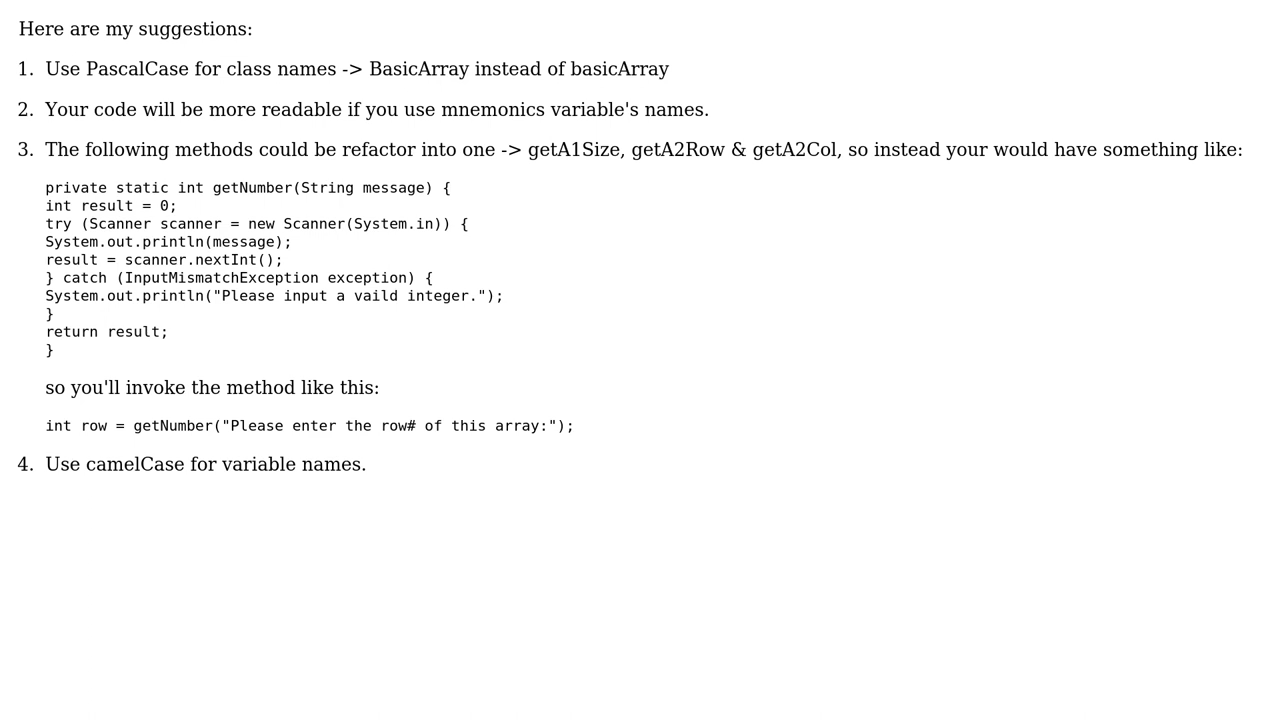 Here are my suggestions:
1. Use PascalCase for class names -> BasicArray instead of basicArray
2. Your code will be more readable if you use mnemonics variable's names.
3. The following methods could be refactor into one -> getA1Size, getA2Row & getA2Col, so instead your would have something like:
private static int getNumber(String message) {
int result = 0;
try (Scanner scanner = new Scanner(System.in)) {
System.out.println(message);
result = scanner.nextInt();
} catch (InputMismatchException exception) {
System.out.println("Please input a vaild integer.");
}
return result;
}
so you'll invoke the method like this:
int row = getNumber("Please enter the row# of this array:");
4. Use camelCase for variable names.